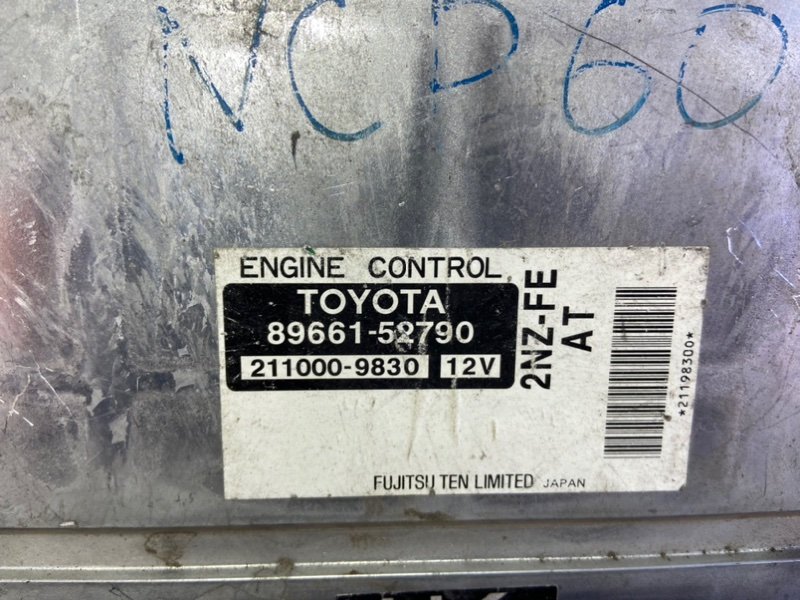 NCP60
ENGINE CONTROL
TOYOTA
89661-52790
211000-9830 12V
2NZ-FE
AT
*21198300*
FUJITSU TEN LIMITED JAPAN